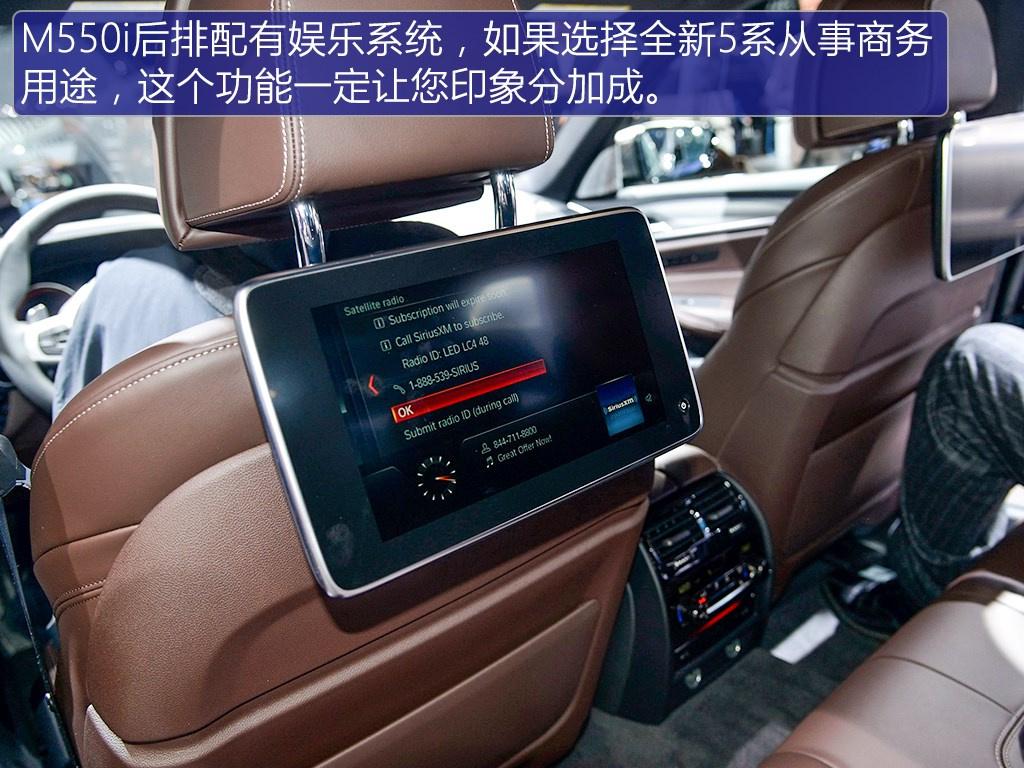 M550i后排配有娱乐系统，如果选择全新5系从事商务
用途，这个功能一定让您印象分加成。
Satellite radio
Subscription will expire soon.
Call SiriusXM to subscribe.
Radio ID: LED LC4 48
1-888-539-SIRIUS
OK
Submit radio ID (during call)
844-711-8800
Great Offer Now!
SiriusXM